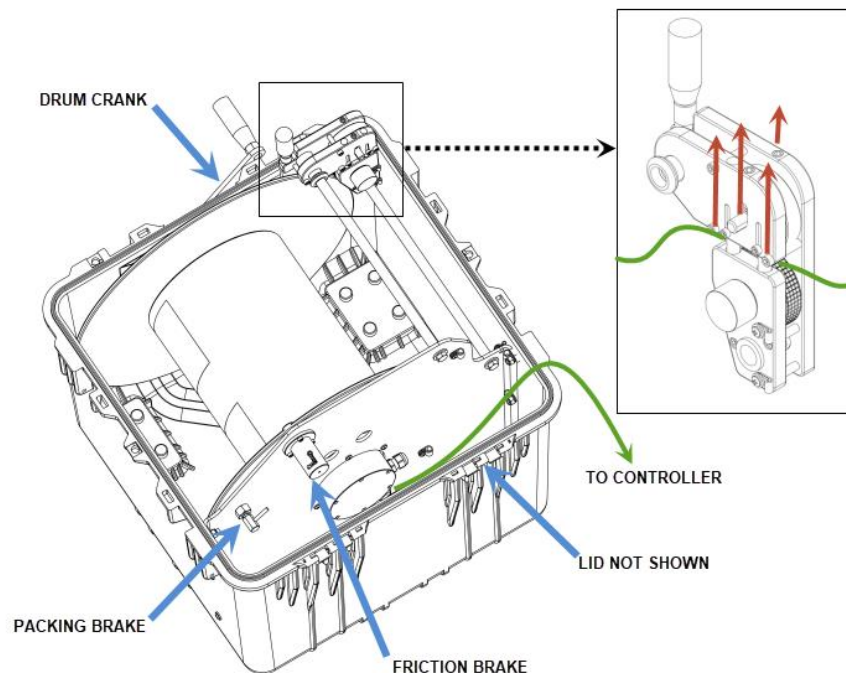 DRUM CRANK
TO CONTROLLER
LID NOT SHOWN
PACKING BRAKE
FRICTION BRAKE